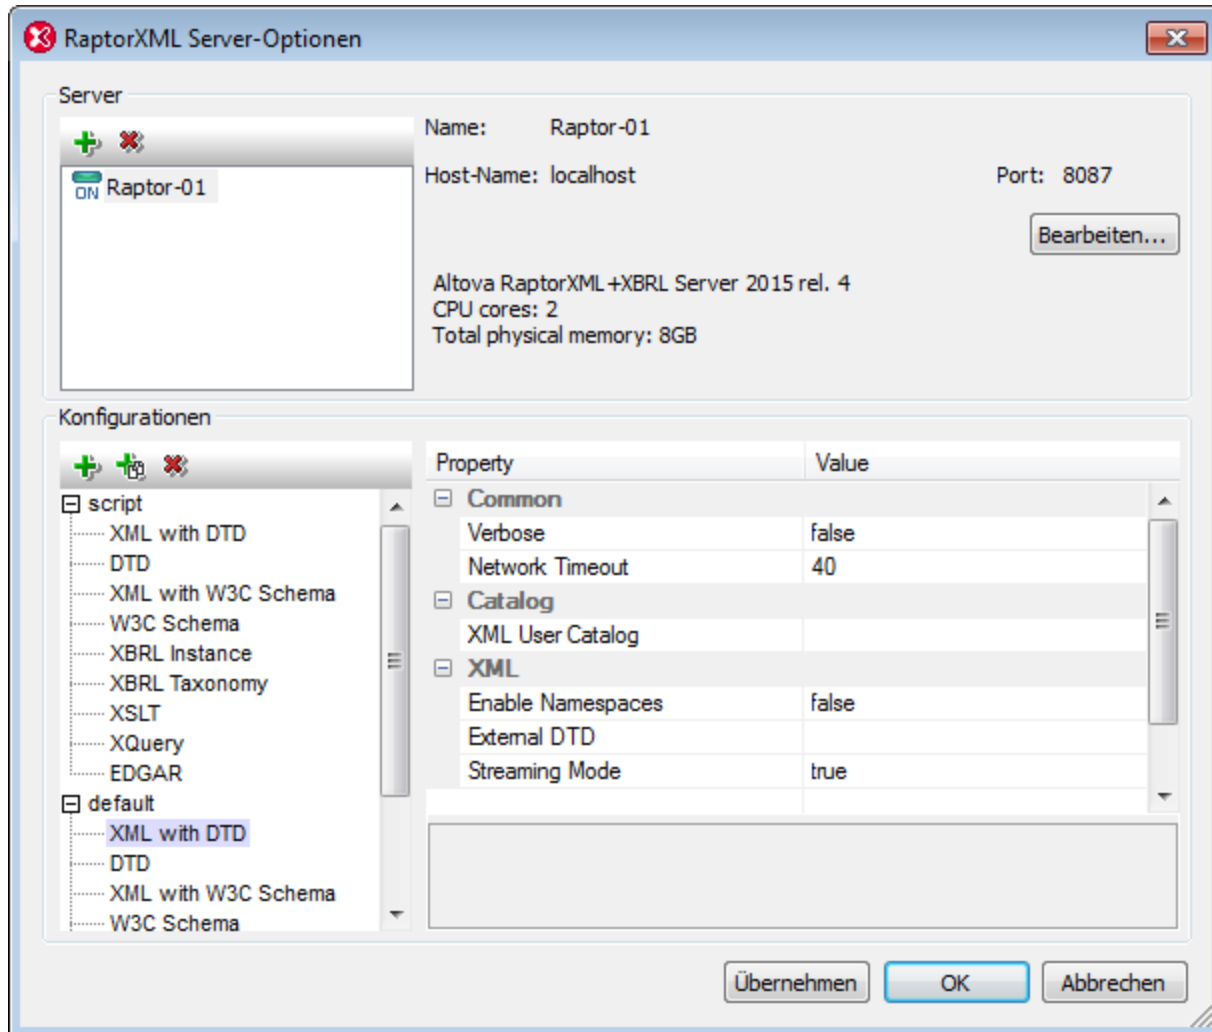 RaptorXML Server-Optionen
Server
Name: Raptor-01
ON Raptor-01
Host-Name: localhost Port: 8087
Bearbeiten...
Altova RaptorXML+XBRL Server 2015 rel. 4
CPU cores: 2
Total physical memory: 8GB
Konfigurationen
script
XML with DTD
DTD
XML with W3C Schema
W3C Schema
XBRL Instance
XBRL Taxonomy
XSLT
XQuery
EDGAR
default
XML with DTD
DTD
XML with W3C Schema
W3C Schema
Property Value
Common
Verbose false
Network Timeout 40
Catalog
XML User Catalog
XML
Enable Namespaces false
External DTD
Streaming Mode true
Übernehmen OK Abbrechen